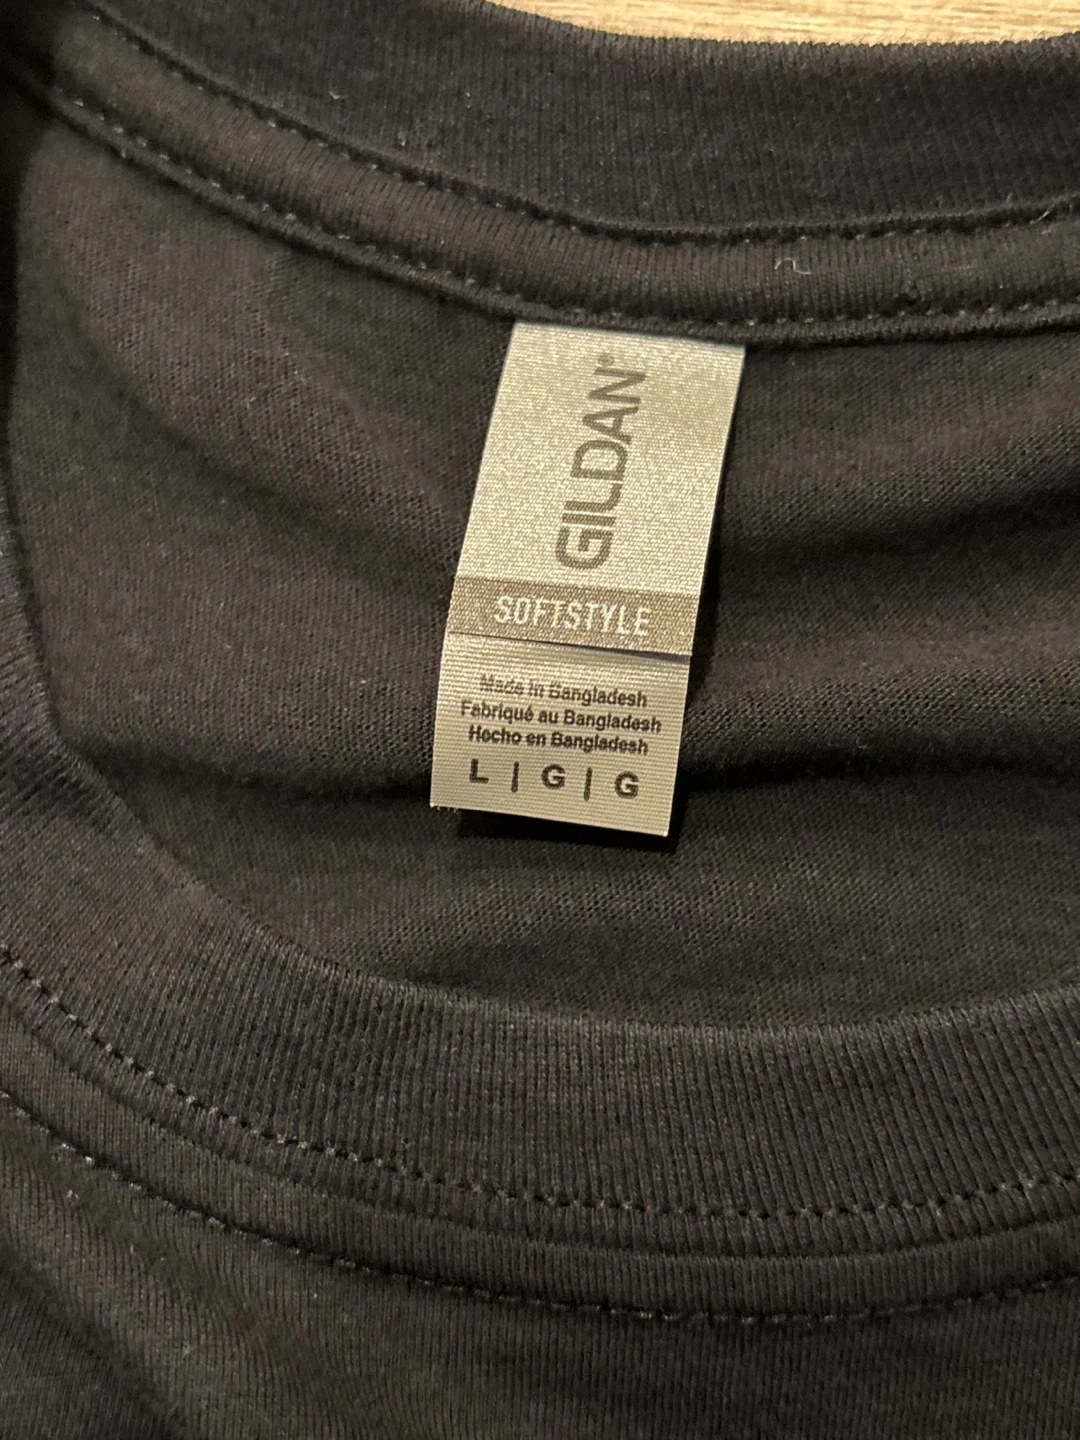 GILDAN®
SOFTSTYLE
Made in Bangladesh
Fabriqué au Bangladesh
Hecho en Bangladesh
L | G | G